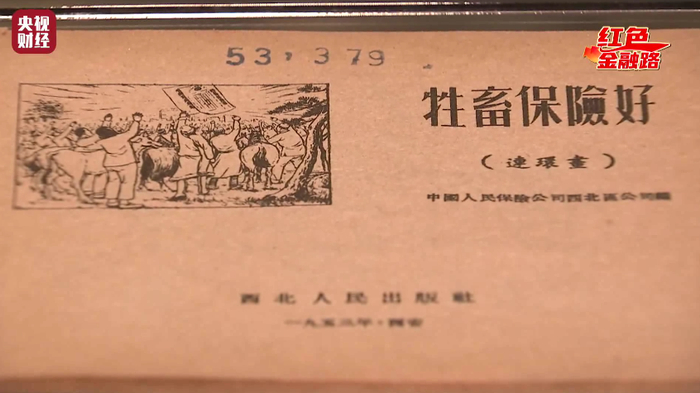 央视
财经
红色
金融路
53,379
牲畜保險好
（連環畫）
中國人民保險公司西北區公司編
西北人民出版社
一九五三年·西安